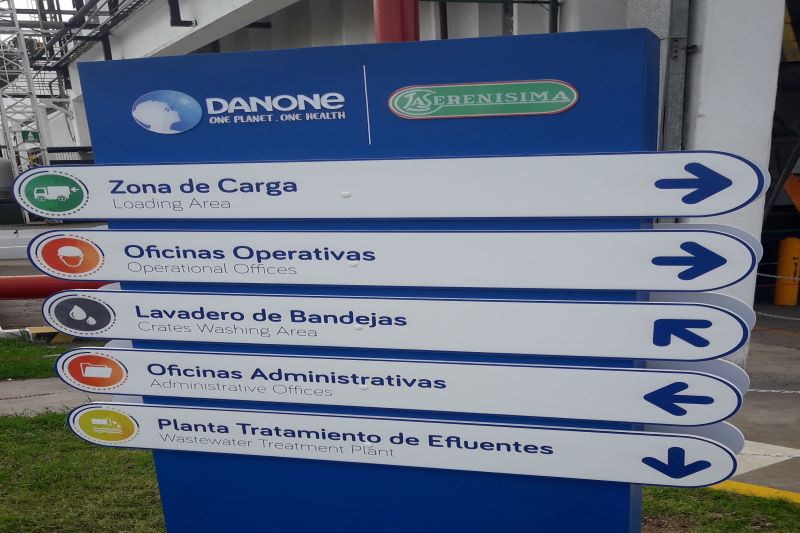 DANONE
ONE PLANET. ONE HEALTH
LA SERENISIMA
Zona de Carga
Loading Area
Oficinas Operativas
Operational Offices
Lavadero de Bandejas
Crates Washing Area
Oficinas Administrativas
Administrative Offices
Planta Tratamiento de Efluentes
Wastewater Treatment Plant